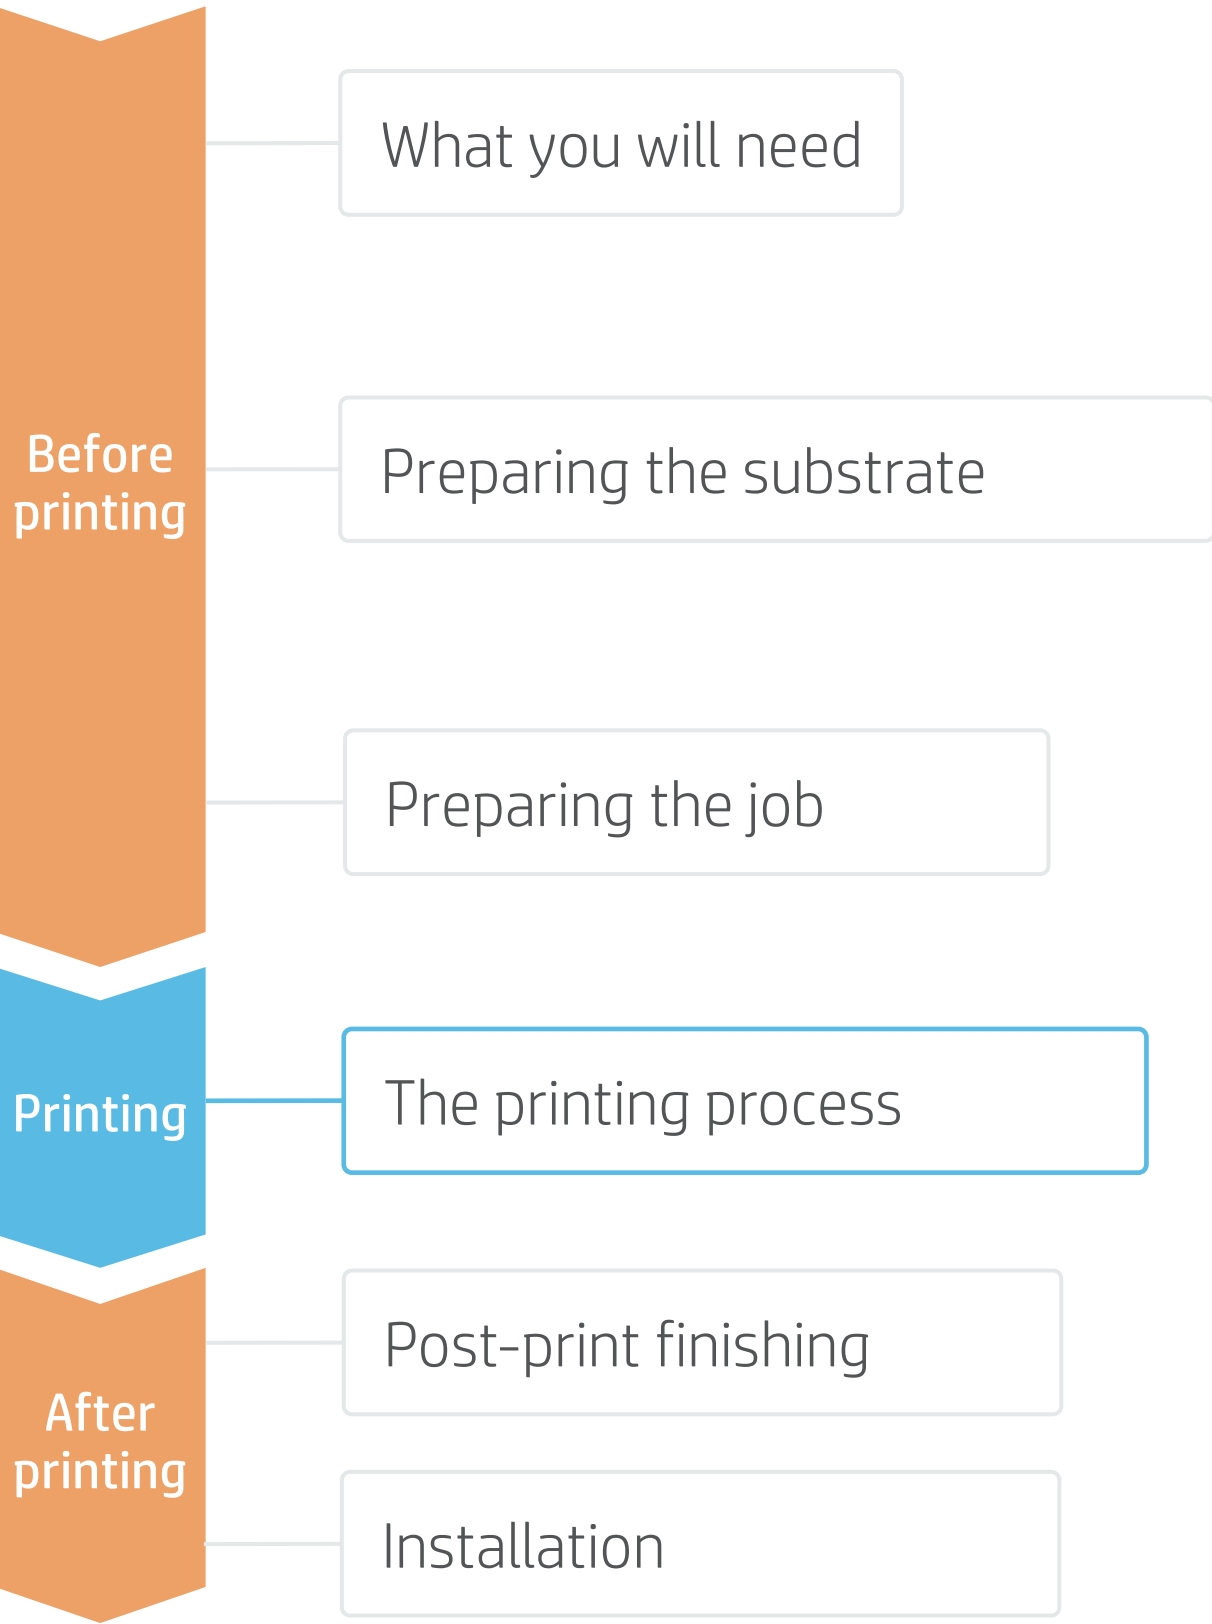 What you will need
Before
printing
Preparing the substrate
Preparing the job
Printing
The printing process
Post-print finishing
After
printing
Installation